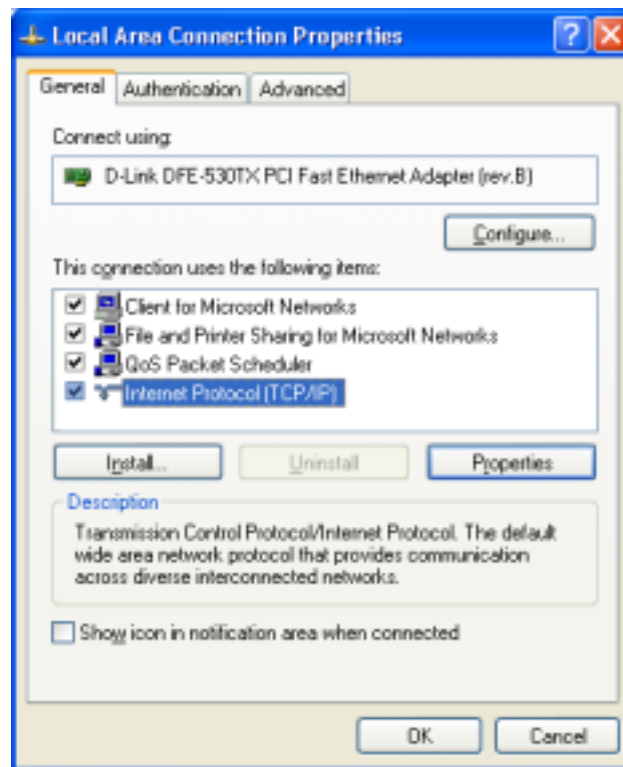 Local Area Connection Properties
General Authentication Advanced
Connect using:
D-Link DFE-530TX PCI Fast Ethernet Adapter (rev.B)
Configure...
This connection uses the following items:
Client for Microsoft Networks
File and Printer Sharing for Microsoft Networks
QoS Packet Scheduler
Internet Protocol (TCP/IP)
Install... Uninstall Properties
Description
Transmission Control Protocol/Internet Protocol. The default
wide area network protocol that provides communication
across diverse interconnected networks.
Show icon in notification area when connected
OK Cancel